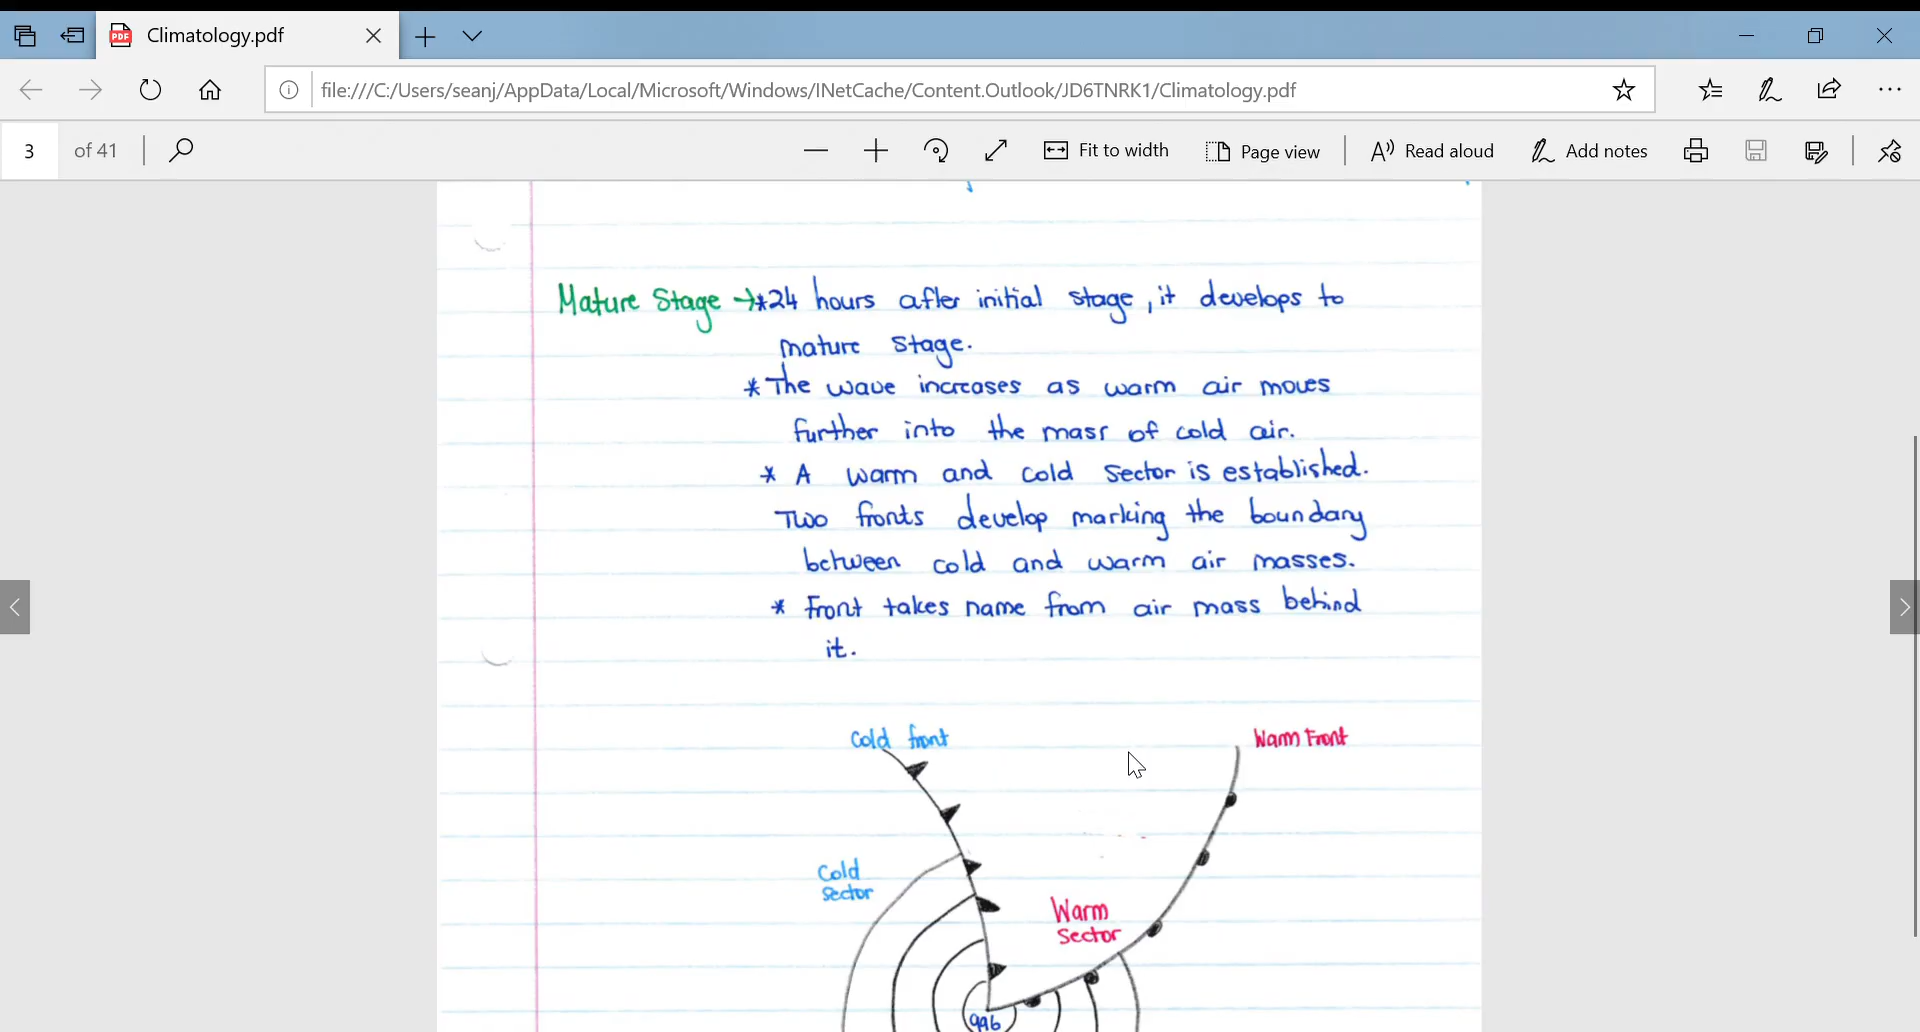 Climatology.pdf
file:///C:/Users/seanj/AppData/Local/Microsoft/Windows/INetCache/Content.Outlook/JD6TNRK1/Climatology.pdf
3 of 41 Fit to width Page view Read aloud Add notes
Mature Stage → *24 hours after initial stage, it develops to
mature stage.
* The wave increases as warm air moves
further into the mass of cold air.
* A warm and cold sector is established.
Two fronts develop marking the boundary
between cold and warm air masses.
* Front takes name from air mass behind
it.
Cold front
Warm Front
Cold
sector
Warm
Sector
996